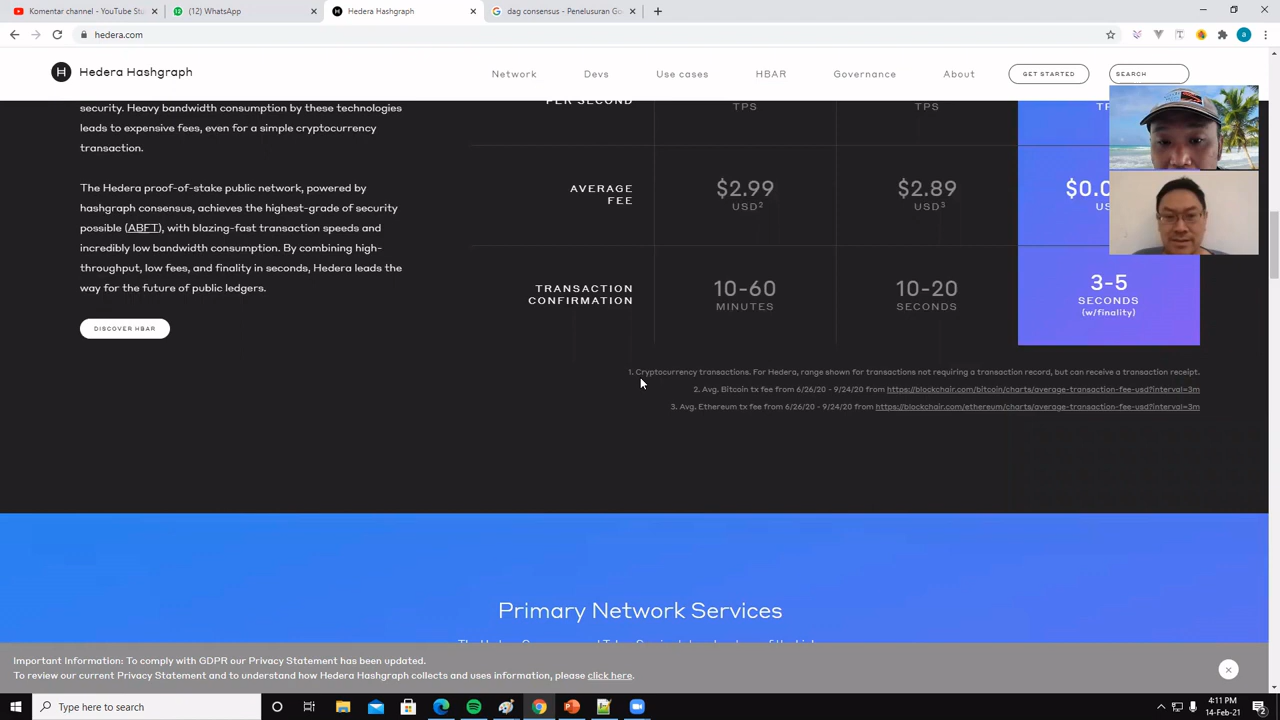 Komentar channel - YouTube Stu
(12) WhatsApp
Hedera Hashgraph
dag consensus - Penelusuran Go
hedera.com
Hedera Hashgraph
Network
Devs
Use cases
HBAR
Governance
About
GET STARTED
SEARCH
security. Heavy bandwidth consumption by these technologies
leads to expensive fees, even for a simple cryptocurrency
transaction.
The Hedera proof-of-stake public network, powered by
hashgraph consensus, achieves the highest-grade of security
possible (ABFT), with blazing-fast transaction speeds and
incredibly low bandwidth consumption. By combining high-
throughput, low fees, and finality in seconds, Hedera leads the
way for the future of public ledgers.
DISCOVER HBAR
PER SECOND
TPS
TPS
AVERAGE
FEE
$2.99
USD2
$2.89
USD3
$0.0
TRANSACTION
CONFIRMATION
10-60
MINUTES
10-20
SECONDS
3-5
SECONDS
(w/finality)
1. Cryptocurrency transactions. For Hedera, range shown for transactions not requiring a transaction record, but can receive a transaction receipt.
2. Avg. Bitcoin tx fee from 6/26/20 - 9/24/20 from https://blockchair.com/bitcoin/charts/average-transaction-fee-usd?interval=3m
3. Avg. Ethereum tx fee from 6/26/20 - 9/24/20 from https://blockchair.com/ethereum/charts/average-transaction-fee-usd?interval=3m
Primary Network Services
Important Information: To comply with GDPR our Privacy Statement has been updated.
To review our current Privacy Statement and to understand how Hedera Hashgraph collects and uses information, please click here.
Type here to search
4:11 PM
14-Feb-21